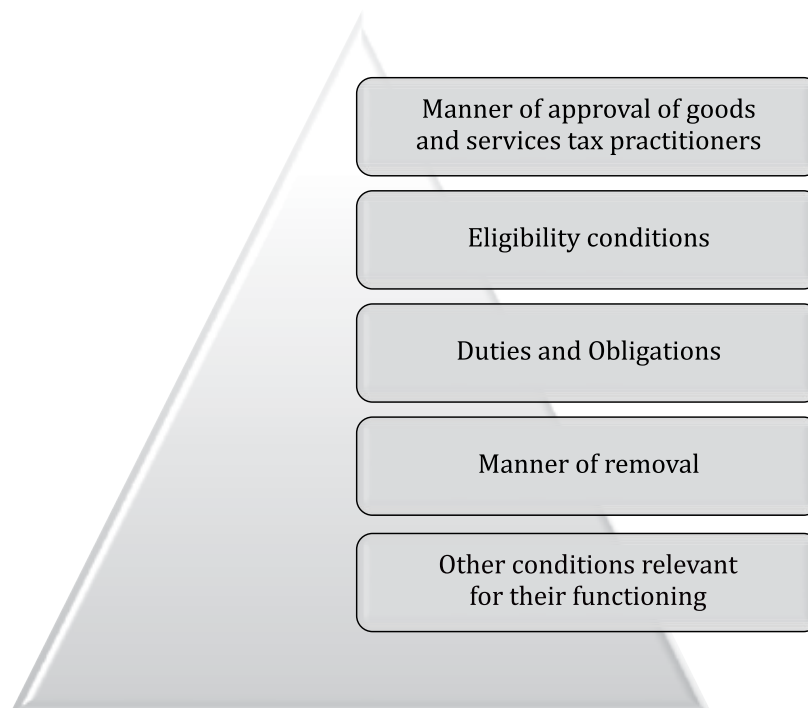 Manner of approval of goods
and services tax practitioners
Eligibility conditions
Duties and Obligations
Manner of removal
Other conditions relevant
for their functioning